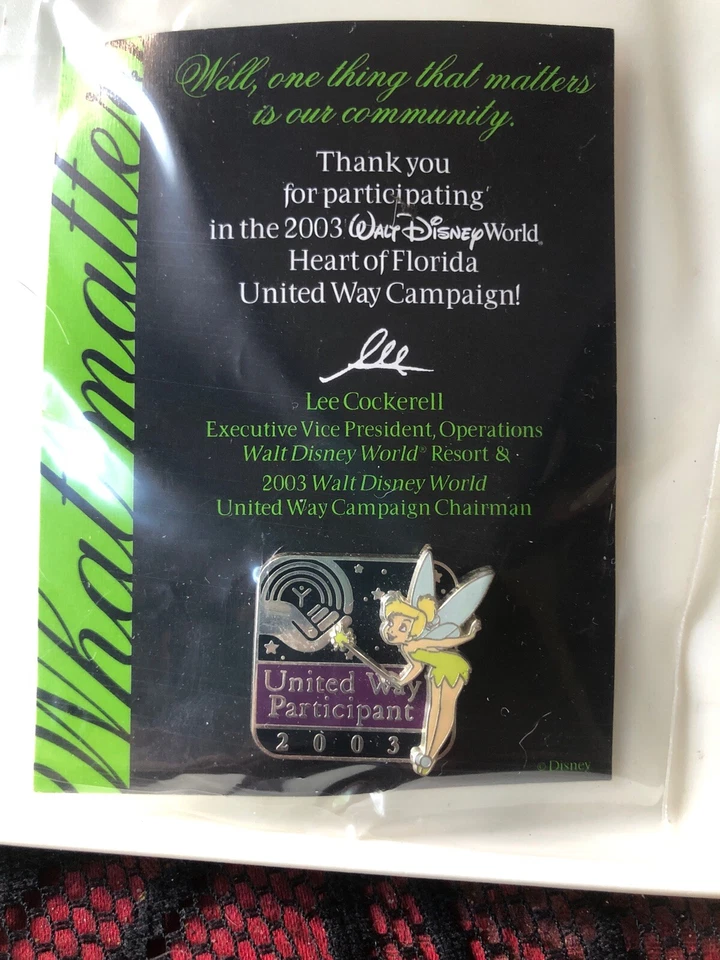 What matte
Well, one thing that matters
is our community.
Thank you
for participating
in the 2003 Walt Disney World®
Heart of Florida
United Way Campaign!
Lee
Lee Cockerell
Executive Vice President, Operations
Walt Disney World® Resort &
2003 Walt Disney World
United Way Campaign Chairman
United Way
Participant
2003
© Disney